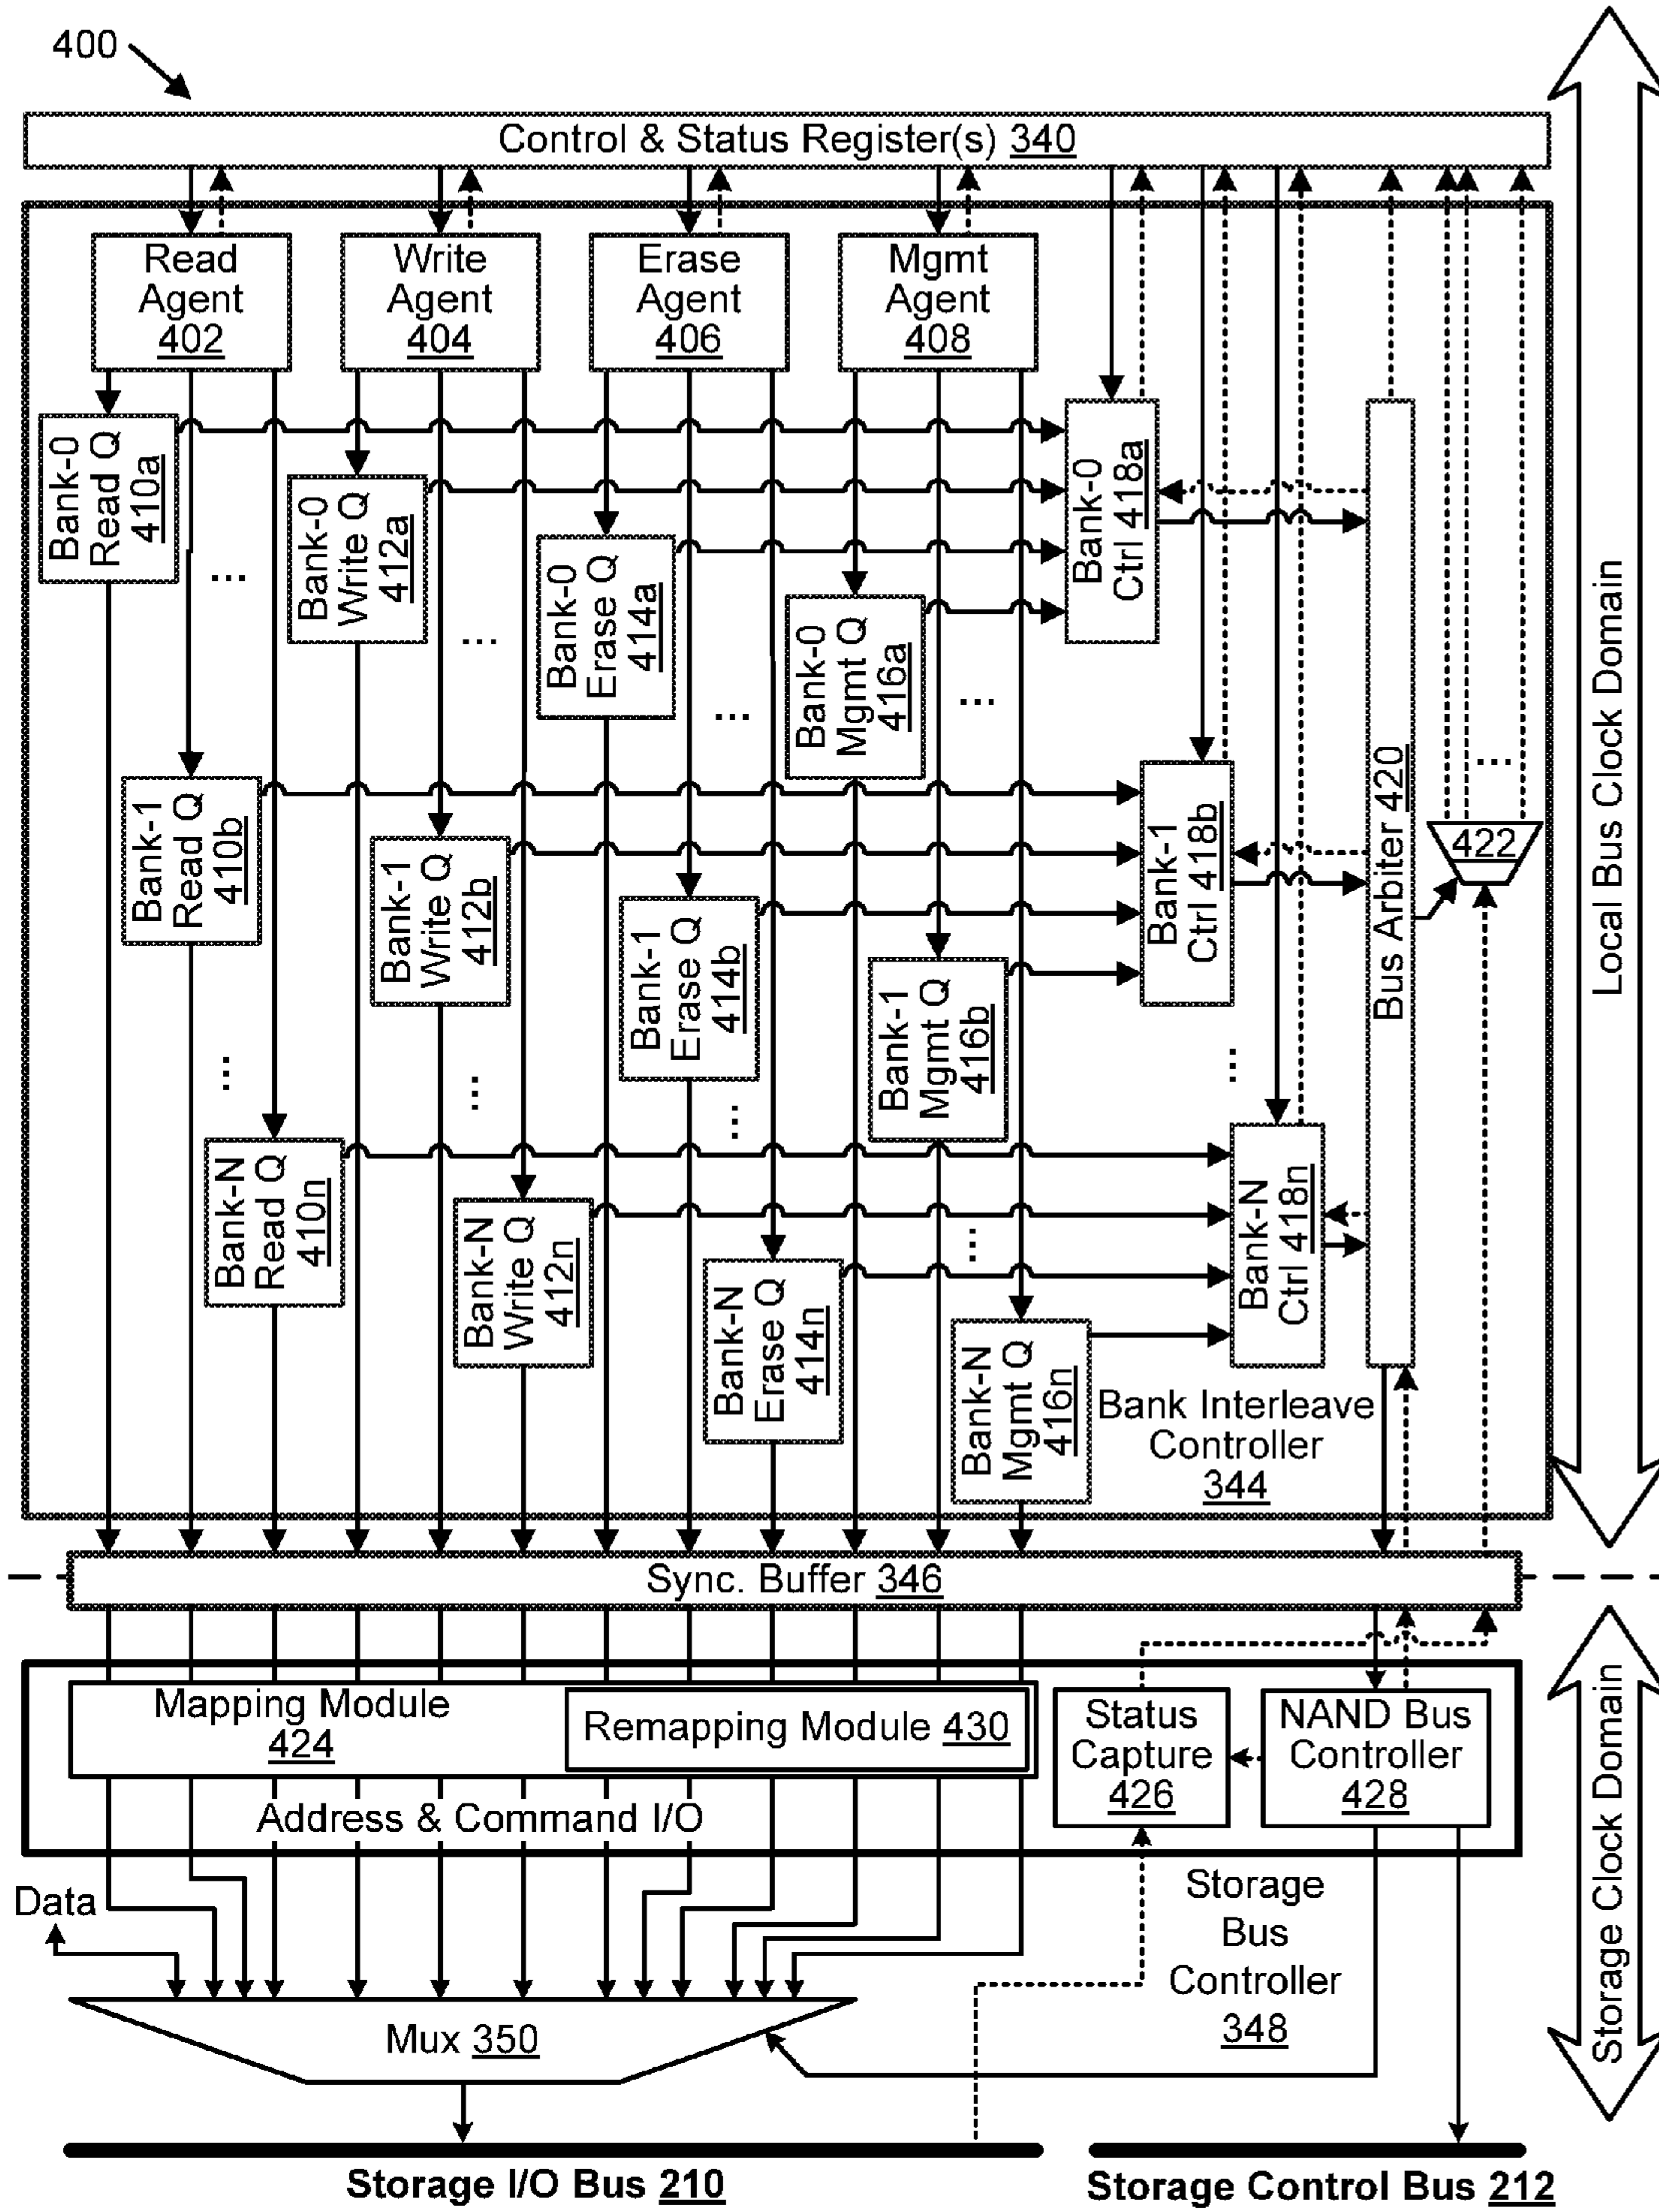 400
Control & Status Register(s) 340
Read
Agent
402
Write
Agent
404
Erase
Agent
406
Mgmt
Agent
408
Bank-0
Read Q
410a
Bank-0
Write Q
412a
Bank-0
Erase Q
414a
Bank-0
Mgmt Q
416a
Bank-0
Ctrl 418a
...
...
...
...
Bank-1
Read Q
410b
Bank-1
Write Q
412b
Bank-1
Erase Q
414b
Bank-1
Mgmt Q
416b
Bank-1
Ctrl 418b
Bus Arbiter 420
...
422
...
...
...
...
...
Bank-N
Read Q
410n
Bank-N
Write Q
412n
Bank-N
Erase Q
414n
Bank-N
Mgmt Q
416n
Bank-N
Ctrl 418n
Bank Interleave
Controller
344
Local Bus Clock Domain
Sync. Buffer 346
Mapping Module
424
Remapping Module 430
Status
Capture
426
NAND Bus
Controller
428
Address & Command I/O
Storage Clock Domain
Data
Storage
Bus
Controller
348
Mux 350
Storage I/O Bus 210
Storage Control Bus 212